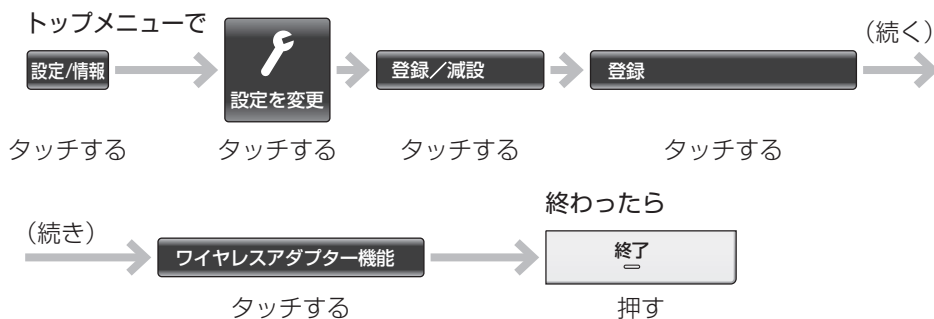 トップメニューで
(続く)
設定/情報
設定を変更
登録／減設
登録
タッチする
タッチする
タッチする
タッチする
終わったら
(続き)
ワイヤレスアダプター機能
終了
タッチする
押す